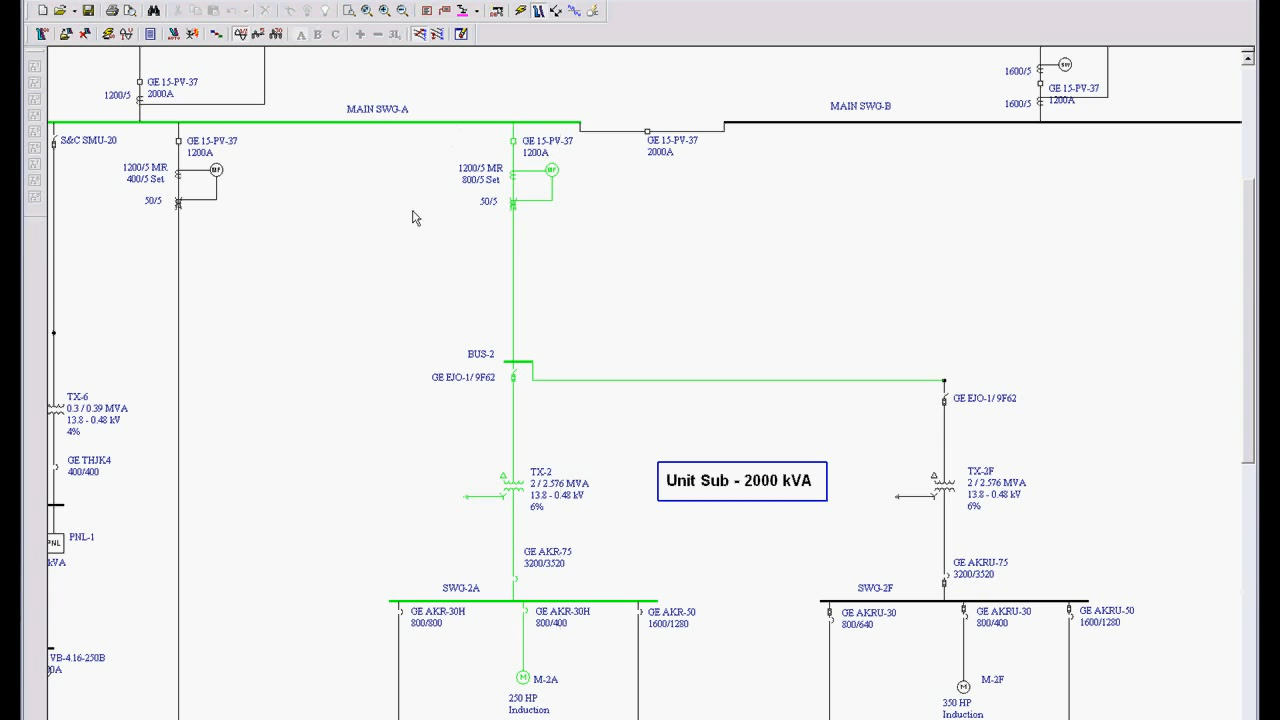 A B C
3L
GE 15-PV-37
2000A
1200/5
MAIN SWG-A
MAIN SWG-B
1600/5
GE 15-PV-37
1200A
1600/5
S&C SMU-20
GE 15-PV-37
1200A
1200/5 MR
400/5 Set
50/5
GE 15-PV-37
1200A
1200/5 MR
800/5 Set
50/5
GE 15-PV-37
2000A
BUS-2
GE EJO-1/ 9F62
GE EJO-1/ 9F62
TX-6
0.3 / 0.39 MVA
13.8 - 0.48 kV
4%
GE THJK4
400/400
TX-2
2 / 2.576 MVA
13.8 - 0.48 kV
6%
Unit Sub - 2000 kVA
TX-2F
2 / 2.576 MVA
13.8 - 0.48 kV
6%
PNL-1
kVA
GE AKR-75
3200/3520
GE AKRU-75
3200/3520
SWG-2A
SWG-2F
GE AKR-30H
800/800
GE AKR-30H
800/400
GE AKR-50
1600/1280
GE AKRU-30
800/640
GE AKRU-30
800/400
GE AKRU-50
1600/1280
VB-4.16-250B
0A
M
M-2A
250 HP
Induction
M
M-2F
350 HP
Induction